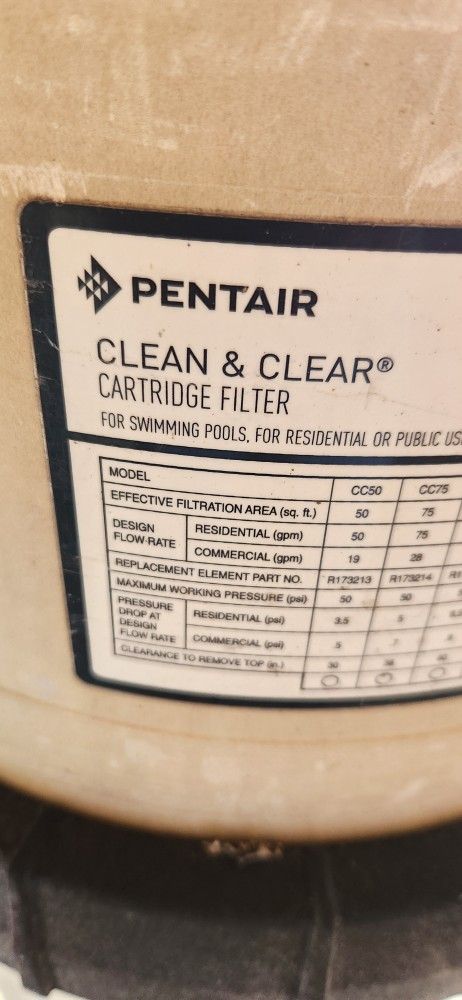 PENTAIR
CLEAN & CLEAR®
CARTRIDGE FILTER
FOR SWIMMING POOLS, FOR RESIDENTIAL OR PUBLIC US
MODEL CC50 CC75
EFFECTIVE FILTRATION AREA (sq. ft.) 50 75
DESIGN FLOW RATE RESIDENTIAL (gpm) 50 75
COMMERCIAL (gpm) 19 28
REPLACEMENT ELEMENT PART NO. R173213 R173214 R1
MAXIMUM WORKING PRESSURE (psi) 50 50
PRESSURE DROP AT DESIGN FLOW RATE RESIDENTIAL (psi) 3.5 5
COMMERCIAL (psi) .5 .7
CLEARANCE TO REMOVE TOP (in.) 30